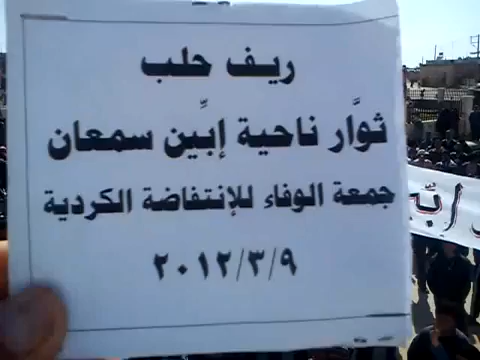 ريف حلب
ثوَّار ناحية إبِّين سمعان
جمعة الوفاء للإنتفاضة الكردية
٢٠١٢/٣/٩